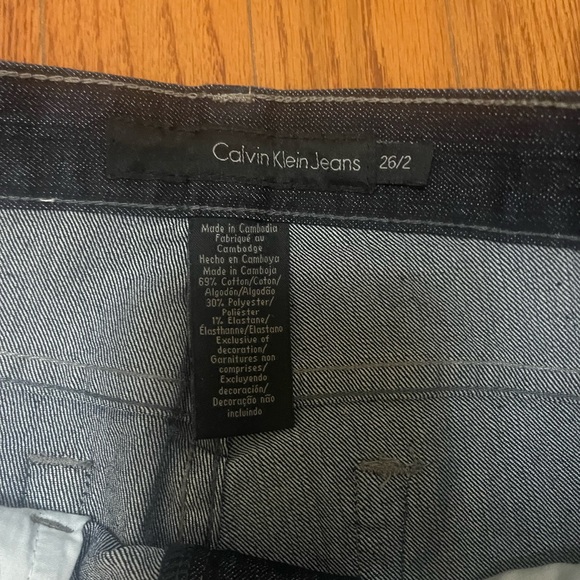 Calvin Klein Jeans 26/2
Made in Cambodia
Fabriqué au
Cambodge
Hecho en Camboya
Made in Camboja
69% Cotton/Coton/
Algodón/Algodão
30% Polyester/
Poliéster
1% Elastane/
Élasthanne/Elastano
Exclusive of
decoration/
Garnitures non
comprises/
Excluyendo
decoración/
Decoração não
incluindo